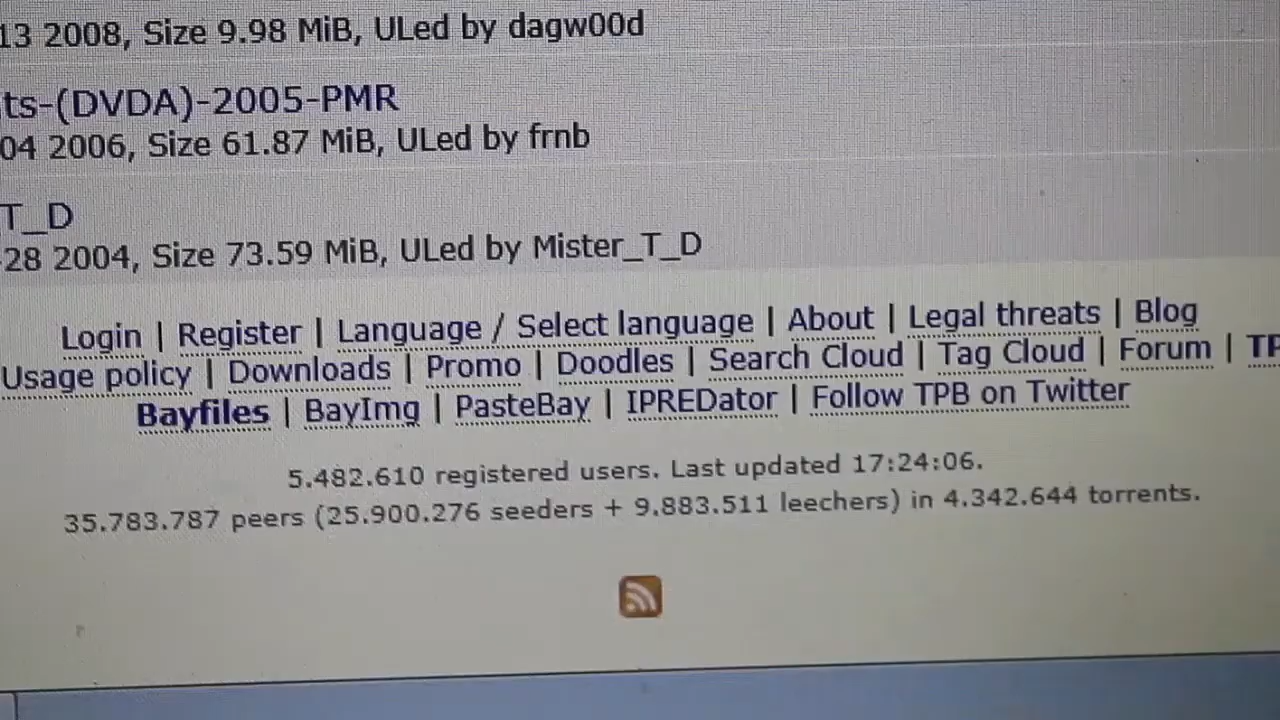 13 2008, Size 9.98 MiB, ULed by dagw00d
ts-(DVDA)-2005-PMR
04 2006, Size 61.87 MiB, ULed by frnb
T_D
-28 2004, Size 73.59 MiB, ULed by Mister_T_D
Login | Register | Language / Select language | About | Legal threats | Blog
Usage policy | Downloads | Promo | Doodles | Search Cloud | Tag Cloud | Forum | TP
Bayfiles | BayImg | PasteBay | IPREDator | Follow TPB on Twitter
5.482.610 registered users. Last updated 17:24:06.
35.783.787 peers (25.900.276 seeders + 9.883.511 leechers) in 4.342.644 torrents.